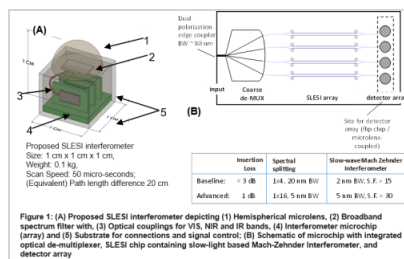 (A)
1
2
3
4
5
1 CM
1 CM
1 CM
Proposed SLESI interferometer
Size: 1 cm x 1 cm x 1 cm,
Weight: 0.1 kg,
Scan Speed: 50 micro-seconds;
(Equivalent) Path length difference 20 cm
Dual
polarization
edge coupler
BW ~ 80 nm
input
Coarse
de-MUX
SLESI array
detector array
(B)
Site for detector
array (flip chip /
microlens-
coupled)
Insertion Loss
Spectral splitting
Slow-wave Mach Zehnder Interferometer
Baseline: < 3 dB 1x4, 20 nm BW 2 nm BW, S.F. > 15
Advanced: 1 dB 1x16, 5 nm BW 5 nm BW, S.F. > 30
Figure 1: (A) Proposed SLESI interferometer depicting (1) Hemispherical microlens, (2) Broadband
spectrum filter with, (3) Optical couplings for VIS, NIR and IR bands, (4) Interferometer microchip
(array) and (5) Substrate for connections and signal control; (B) Schematic of microchip with integrated
optical de-multiplexer, SLESI chip containing slow-light based Mach-Zehnder Interferometer, and
detector array